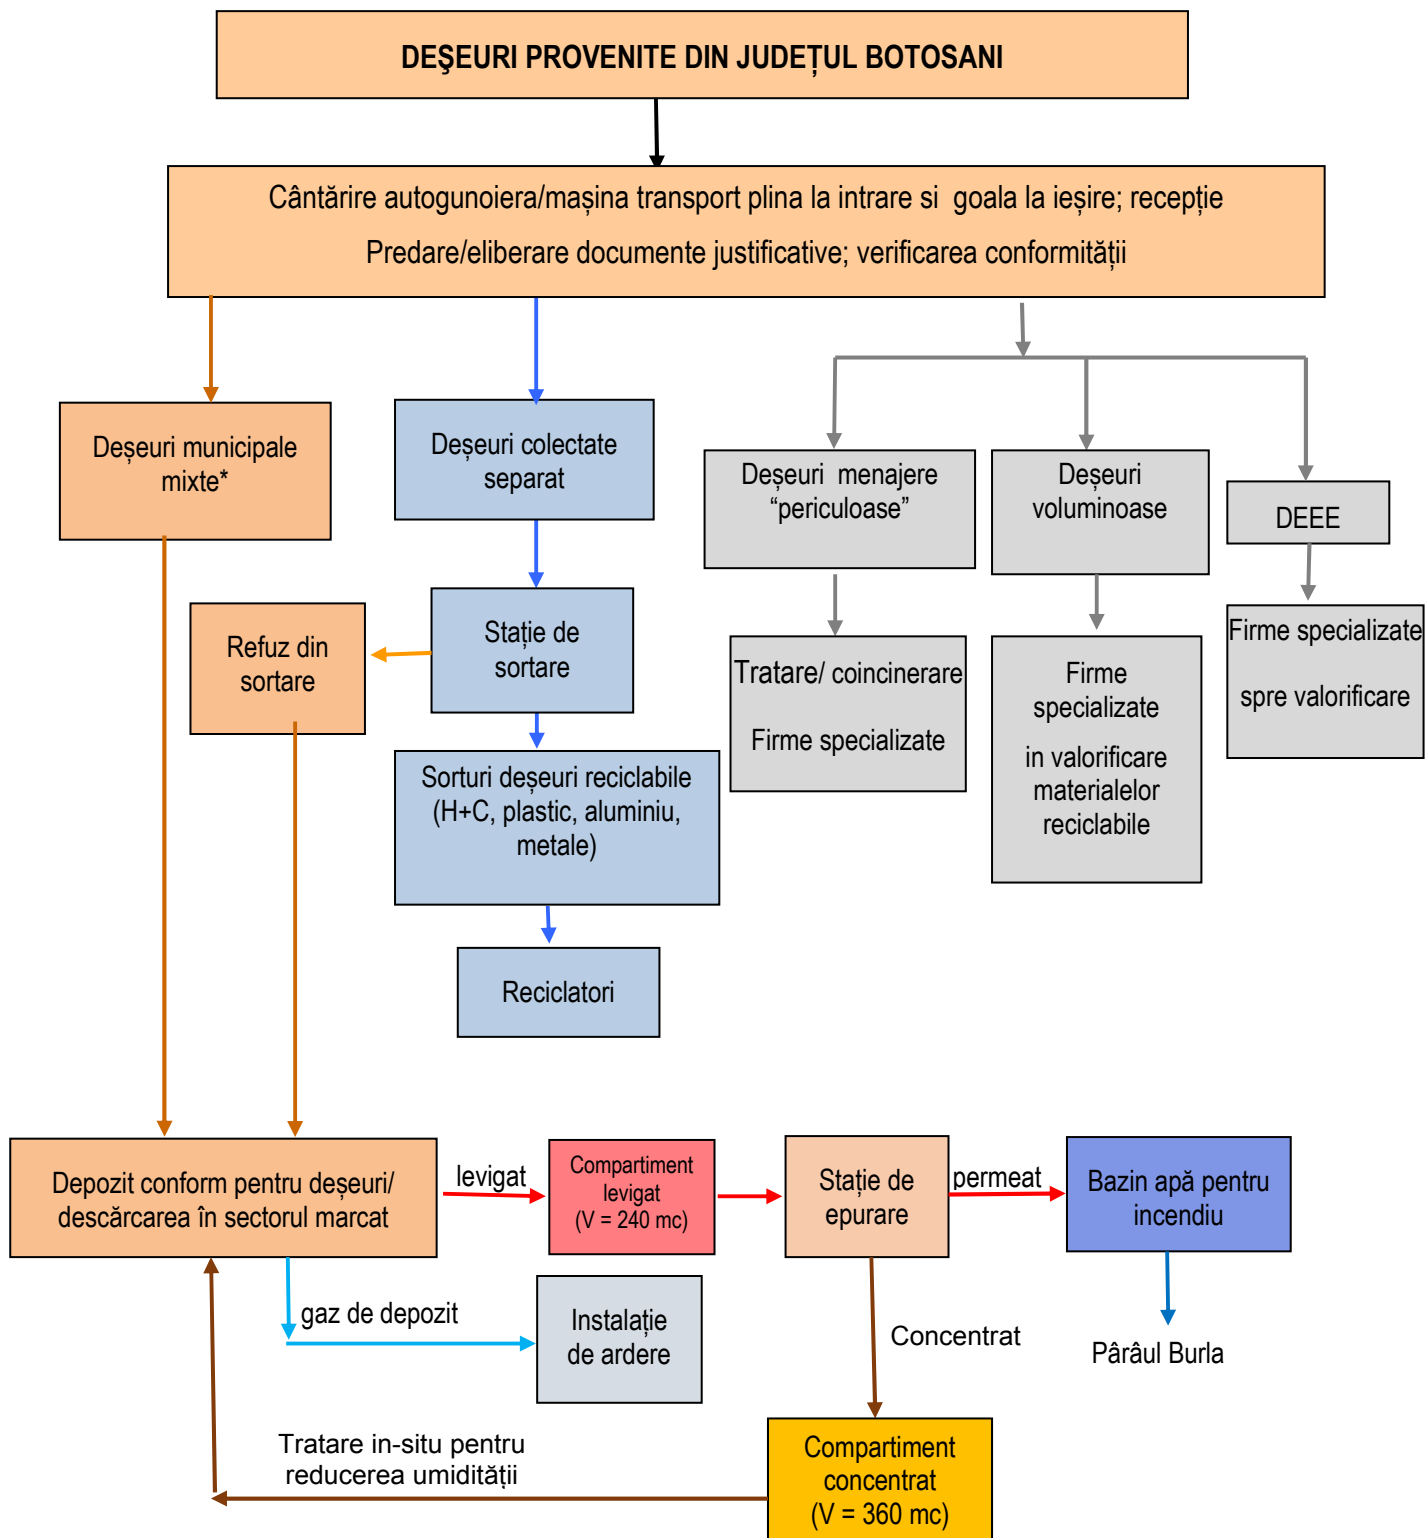 DEŞEURI PROVENITE DIN JUDEȚUL BOTOSANI
Cântărire autogunoiera/mașina transport plina la intrare si goala la ieșire; recepție
Predare/eliberare documente justificative; verificarea conformității
Deșeuri municipale
mixte*
Deșeuri colectate
separat
Deșeuri menajere
“periculoase”
Deșeuri
voluminoase
DEEE
Refuz din
sortare
Stație de
sortare
Tratare/ coincinerare
Firme specializate
Firme
specializate
in valorificare
materialelor
reciclabile
Firme specializate
spre valorificare
Sorturi deșeuri reciclabile
(H+C, plastic, aluminiu,
metale)
Reciclatori
Depozit conform pentru deșeuri/
descărcarea în sectorul marcat
levigat
Compartiment
levigat
(V = 240 mc)
Stație de
epurare
permeat
Bazin apă pentru
incendiu
gaz de depozit
Instalație
de ardere
Concentrat
Pârâul Burla
Tratare in-situ pentru
reducerea umidității
Compartiment
concentrat
(V = 360 mc)